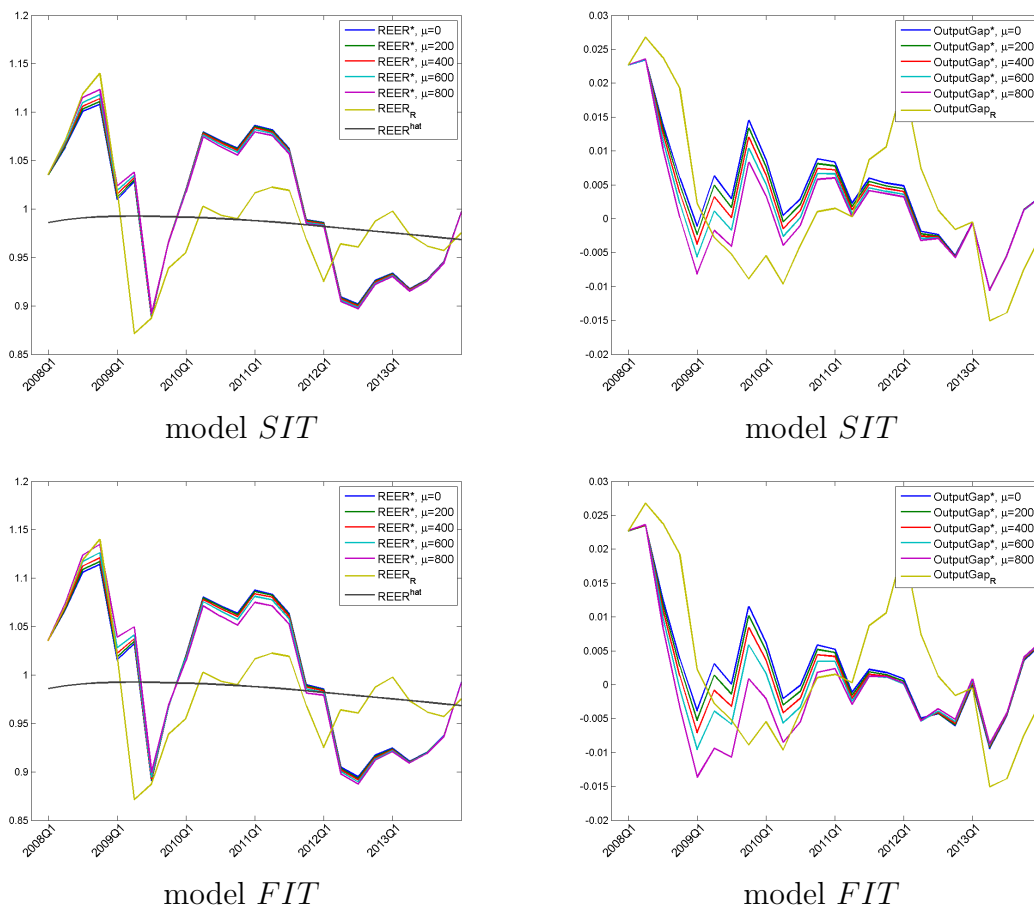 1.2
1.15
1.1
1.05
1
0.95
0.9
0.85
2008Q1
2009Q1
2010Q1
2011Q1
2012Q1
2013Q1
REER*, μ=0
REER*, μ=200
REER*, μ=400
REER*, μ=600
REER*, μ=800
REER_R
REER^hat
model SIT
0.03
0.025
0.02
0.015
0.01
0.005
0
-0.005
-0.01
-0.015
-0.02
2008Q1
2009Q1
2010Q1
2011Q1
2012Q1
2013Q1
OutputGap*, μ=0
OutputGap*, μ=200
OutputGap*, μ=400
OutputGap*, μ=600
OutputGap*, μ=800
OutputGap_R
model SIT
1.2
1.15
1.1
1.05
1
0.95
0.9
0.85
2008Q1
2009Q1
2010Q1
2011Q1
2012Q1
2013Q1
REER*, μ=0
REER*, μ=200
REER*, μ=400
REER*, μ=600
REER*, μ=800
REER_R
REER^hat
model FIT
0.03
0.025
0.02
0.015
0.01
0.005
0
-0.005
-0.01
-0.015
-0.02
2008Q1
2009Q1
2010Q1
2011Q1
2012Q1
2013Q1
OutputGap*, μ=0
OutputGap*, μ=200
OutputGap*, μ=400
OutputGap*, μ=600
OutputGap*, μ=800
OutputGap_R
model FIT